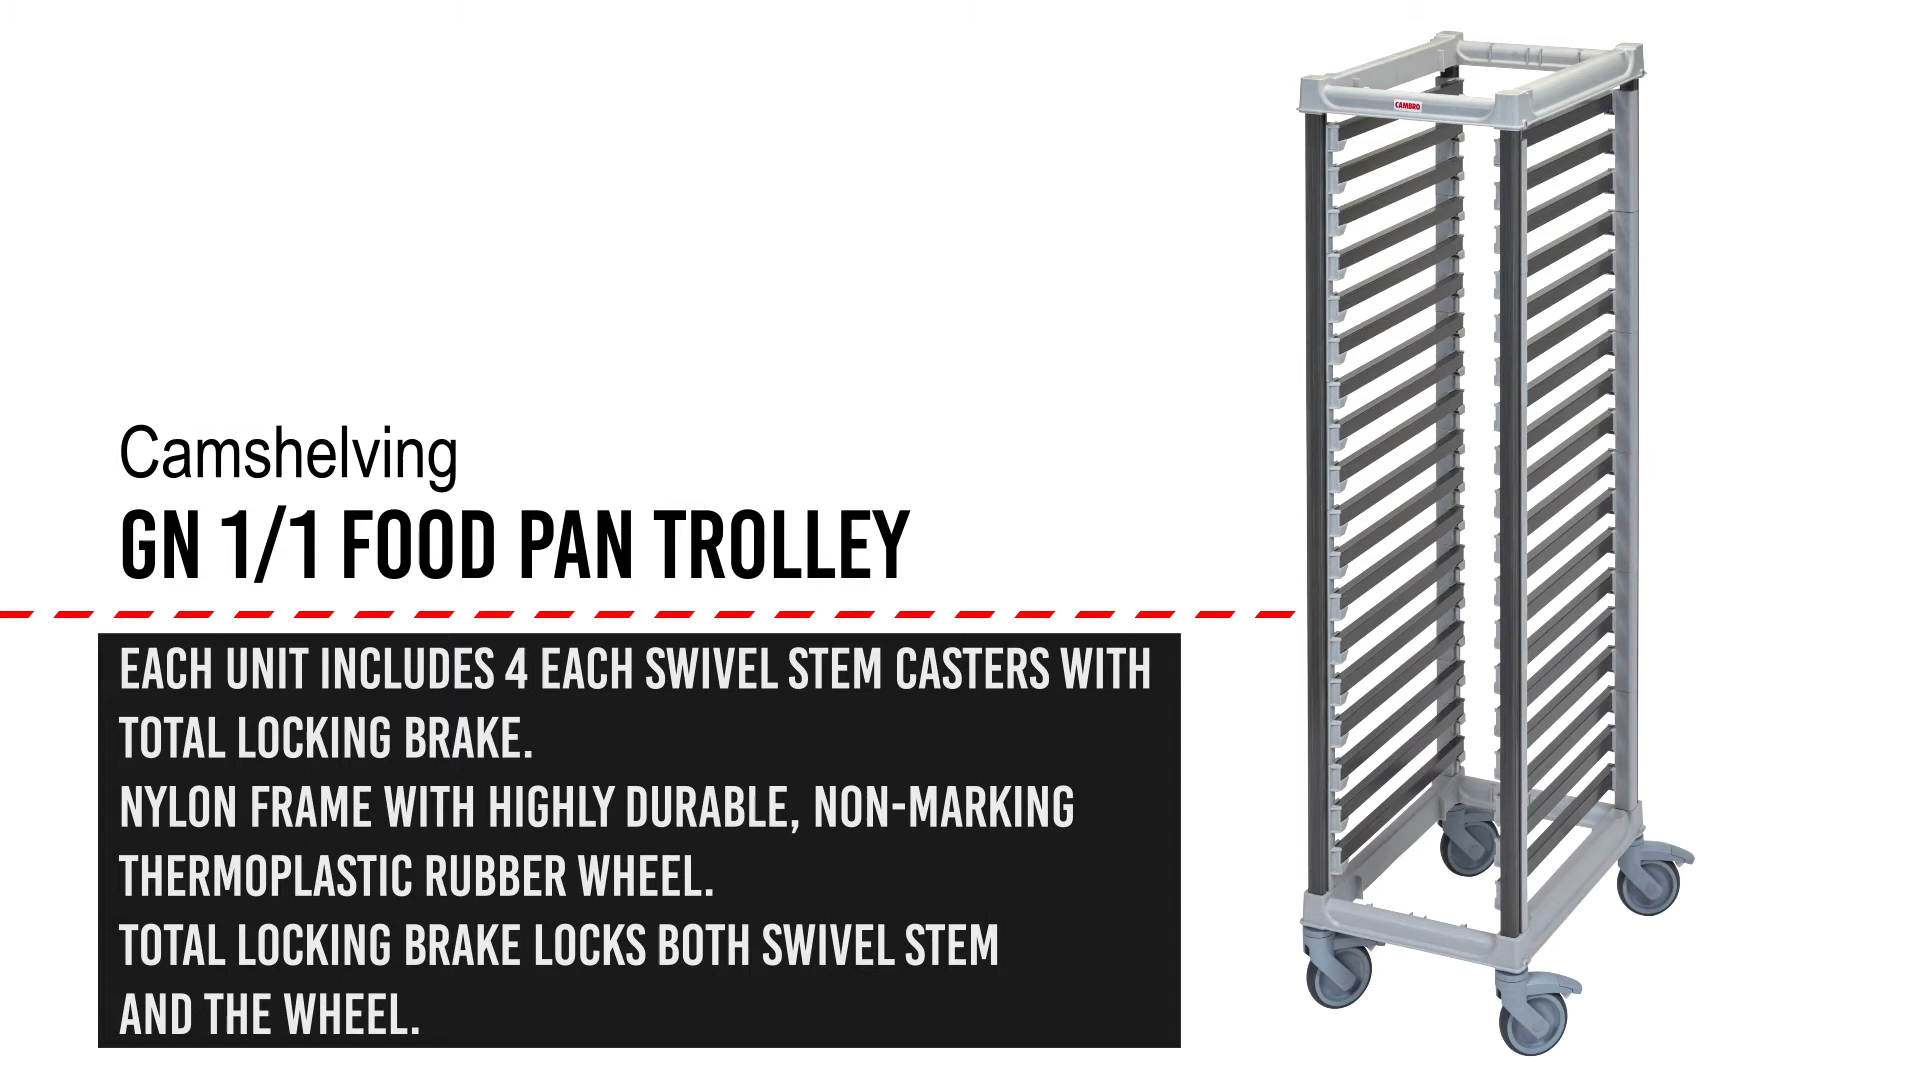 CAMBRO
Camshelving
GN 1/1 FOOD PAN TROLLEY
EACH UNIT INCLUDES 4 EACH SWIVEL STEM CASTERS WITH
TOTAL LOCKING BRAKE.
NYLON FRAME WITH HIGHLY DURABLE, NON-MARKING
THERMOPLASTIC RUBBER WHEEL.
TOTAL LOCKING BRAKE LOCKS BOTH SWIVEL STEM
AND THE WHEEL.